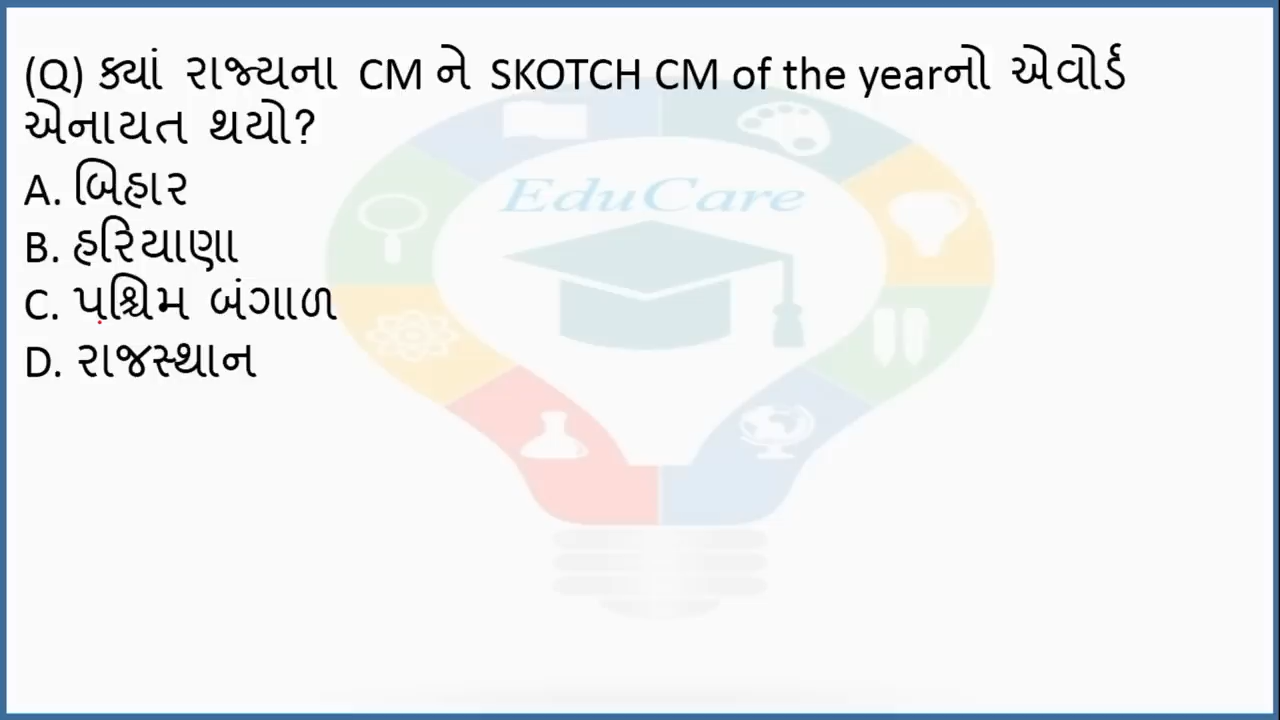 (Q) ક્યાં રાજ્યના CM ને SKOTCH CM of the yearનો એવોર્ડ
એનાયત થયો?
A. બિહાર
B. હરિયાણા
C. પશ્ચિમ બંગાળ
D. રાજસ્થાન
EduCare